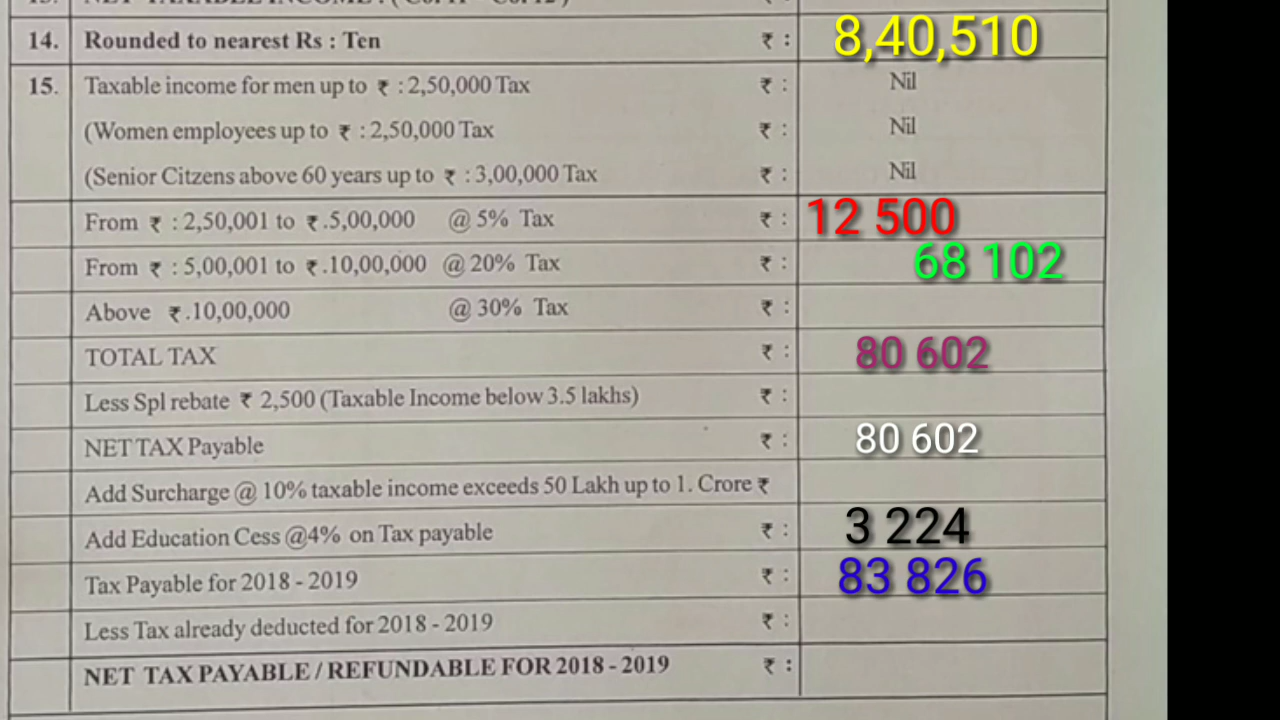 14. Rounded to nearest Rs : Ten ₹ : 8,40,510
15. Taxable income for men up to ₹ : 2,50,000 Tax ₹ : Nil
(Women employees up to ₹ : 2,50,000 Tax ₹ : Nil
(Senior Citzens above 60 years up to ₹ : 3,00,000 Tax ₹ : Nil
From ₹ : 2,50,001 to ₹.5,00,000 @ 5% Tax ₹ : 12 500
From ₹ : 5,00,001 to ₹.10,00,000 @ 20% Tax ₹ : 68 102
Above ₹.10,00,000 @ 30% Tax ₹ :
TOTAL TAX ₹ : 80 602
Less Spl rebate ₹ 2,500 (Taxable Income below 3.5 lakhs) ₹ :
NET TAX Payable ₹ : 80 602
Add Surcharge @ 10% taxable income exceeds 50 Lakh up to 1. Crore ₹
Add Education Cess @4% on Tax payable ₹ : 3 224
Tax Payable for 2018 - 2019 ₹ : 83 826
Less Tax already deducted for 2018 - 2019 ₹ :
NET TAX PAYABLE / REFUNDABLE FOR 2018 - 2019 ₹ :